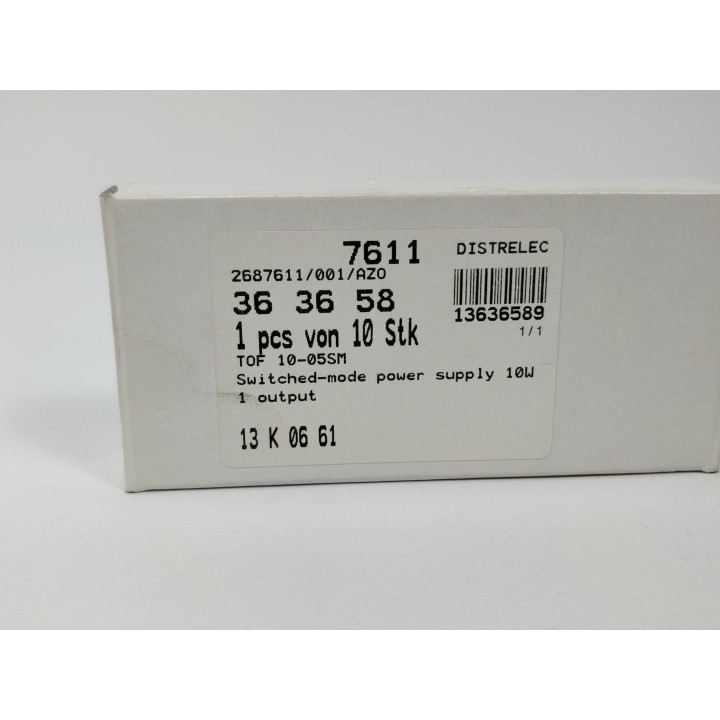 7611 DISTRELEC
2687611/001/AZO
36 36 58
13636589
1 pcs von 10 Stk
1/1
TOF 10-05SM
Switched-mode power supply 10W
1 output
13 K 06 61